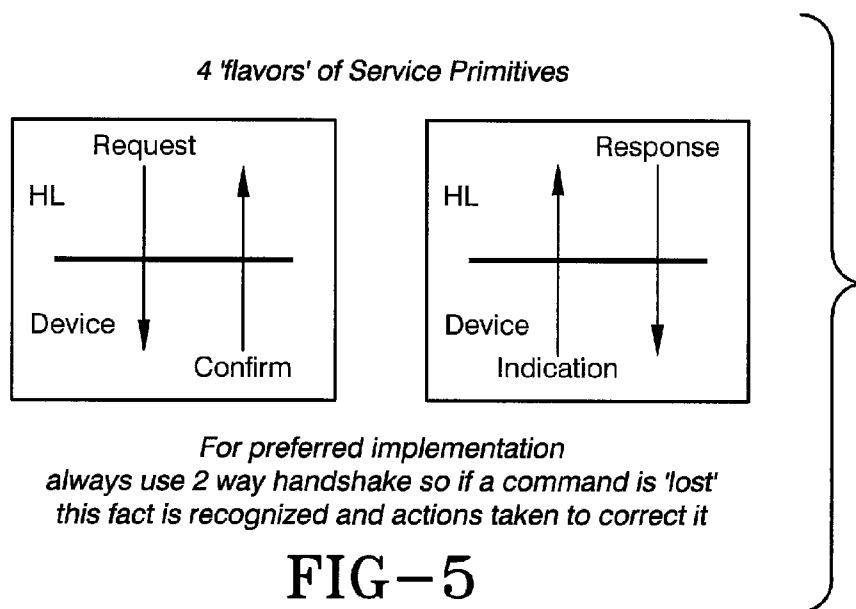 4 'flavors' of Service Primitives
Request
HL
Device
Confirm
Response
HL
Device
Indication
For preferred implementation
always use 2 way handshake so if a command is 'lost'
this fact is recognized and actions taken to correct it
FIG-5